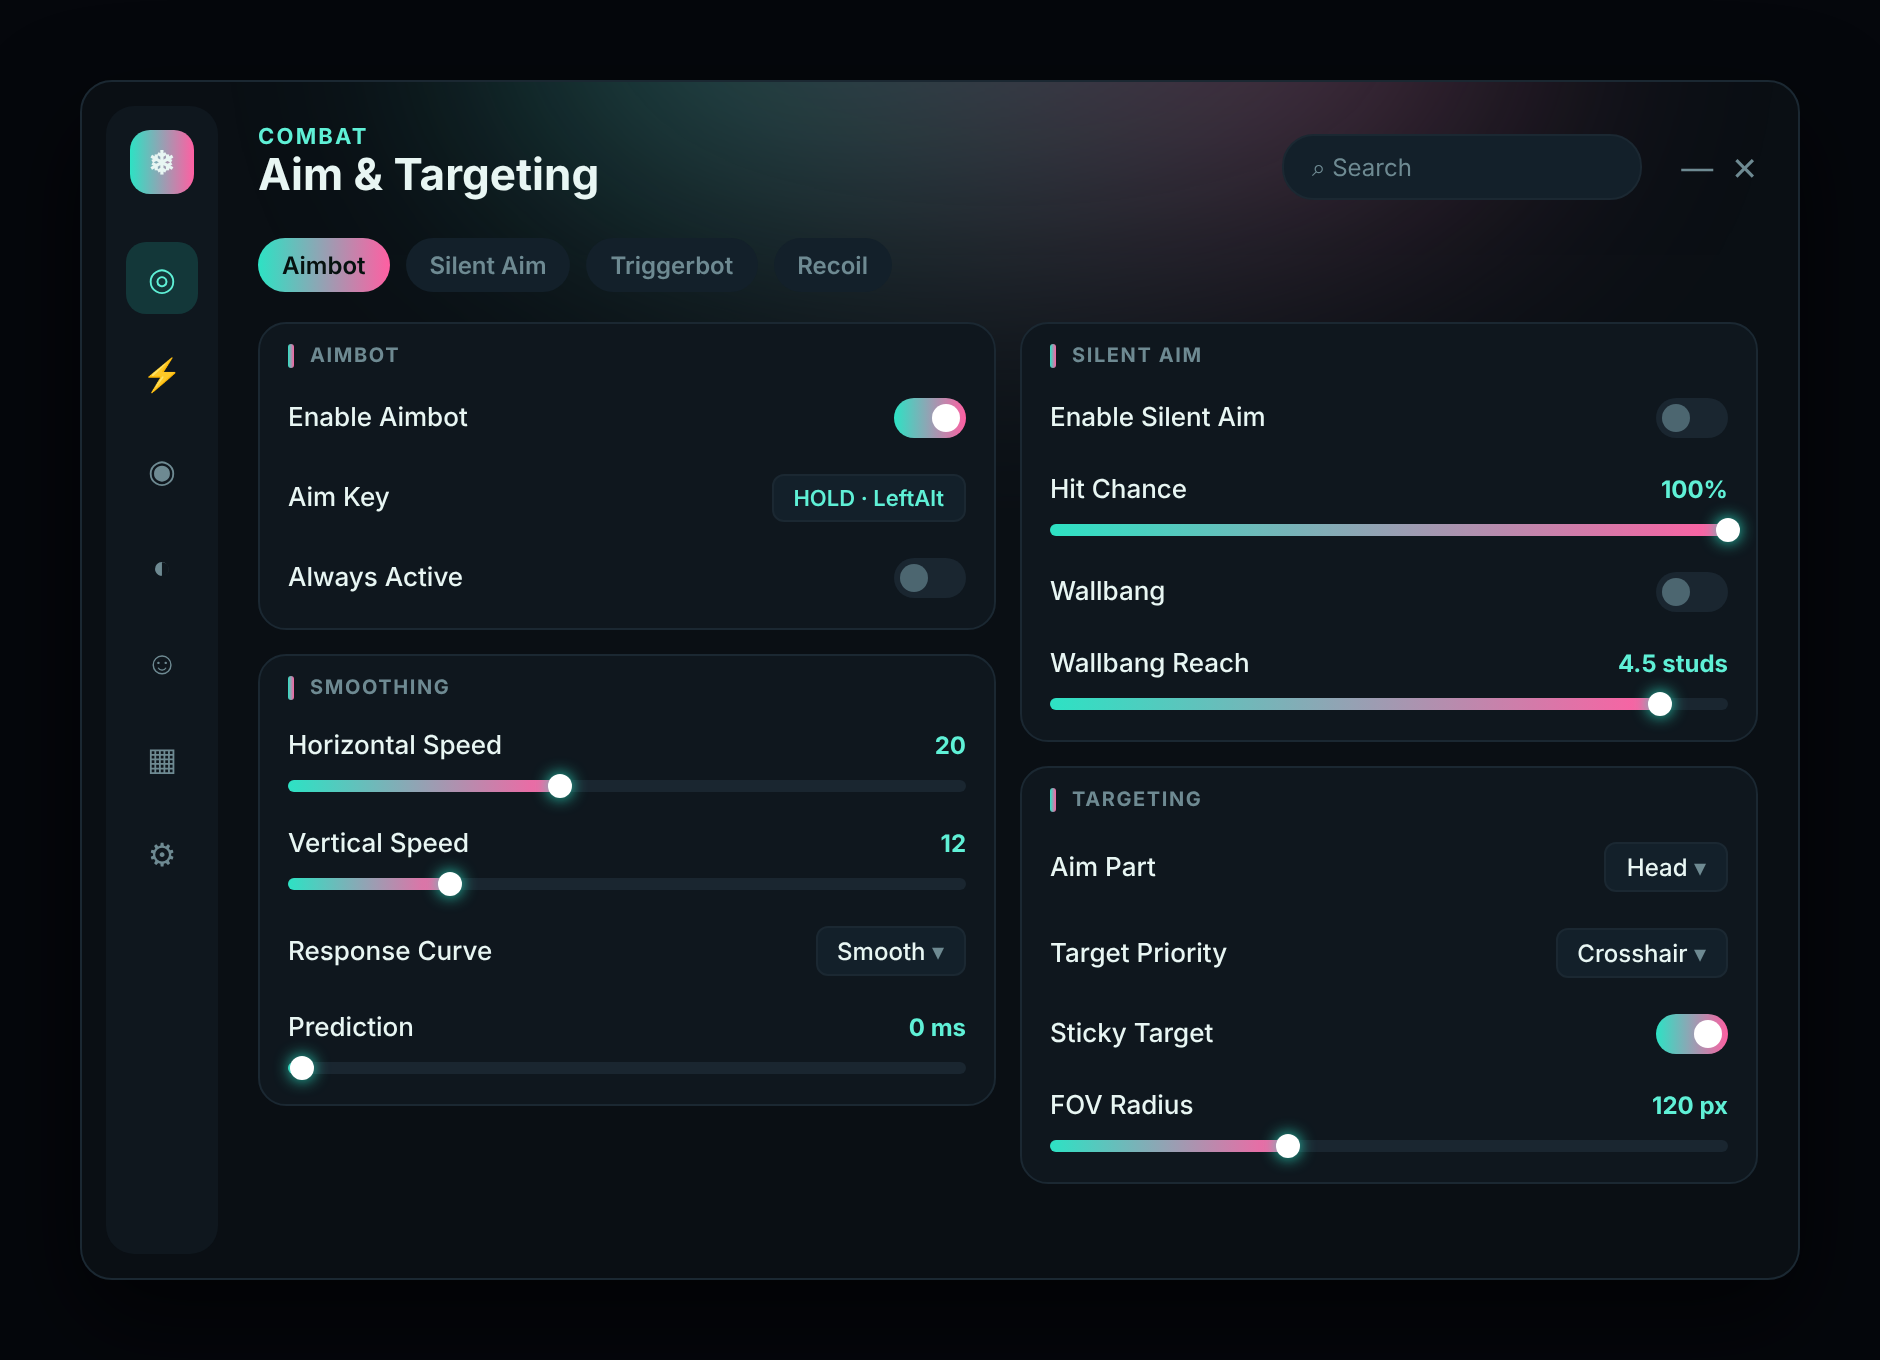 COMBAT
Aim & Targeting
Search
Aimbot
Silent Aim
Triggerbot
Recoil
AIMBOT
Enable Aimbot
Aim Key
HOLD · LeftAlt
Always Active
SMOOTHING
Horizontal Speed
20
Vertical Speed
12
Response Curve
Smooth ▾
Prediction
0 ms
SILENT AIM
Enable Silent Aim
Hit Chance
100%
Wallbang
Wallbang Reach
4.5 studs
TARGETING
Aim Part
Head ▾
Target Priority
Crosshair ▾
Sticky Target
FOV Radius
120 px